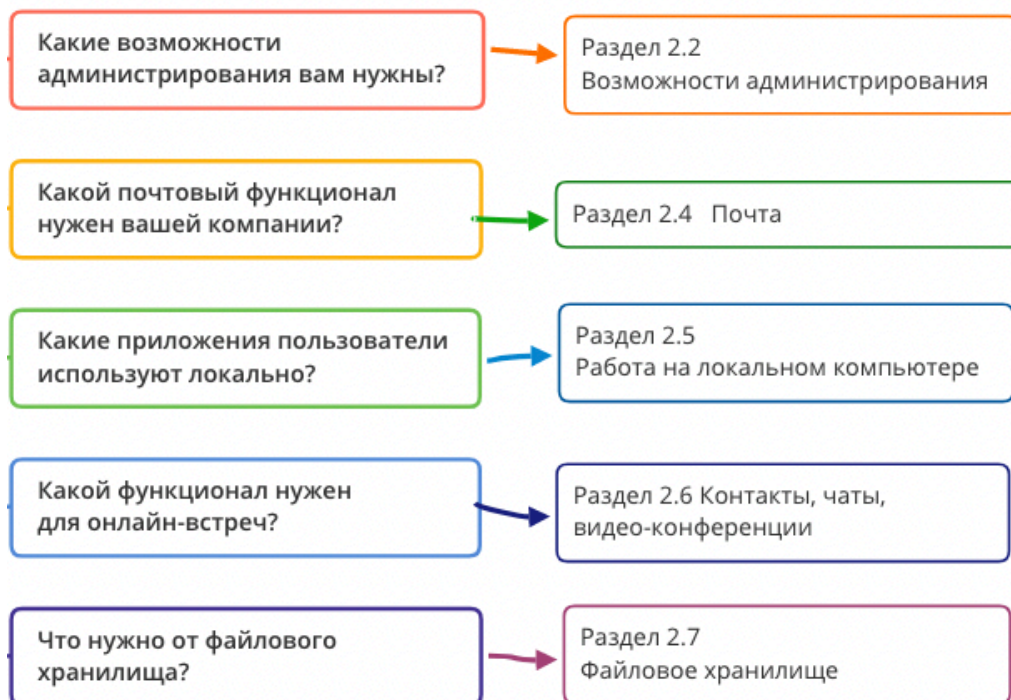 Какие возможности
администрирования вам нужны?
Раздел 2.2
Возможности администрирования
Какой почтовый функционал
нужен вашей компании?
Раздел 2.4 Почта
Какие приложения пользователи
используют локально?
Раздел 2.5
Работа на локальном компьютере
Какой функционал нужен
для онлайн-встреч?
Раздел 2.6 Контакты, чаты,
видео-конференции
Что нужно от файлового
хранилища?
Раздел 2.7
Файловое хранилище